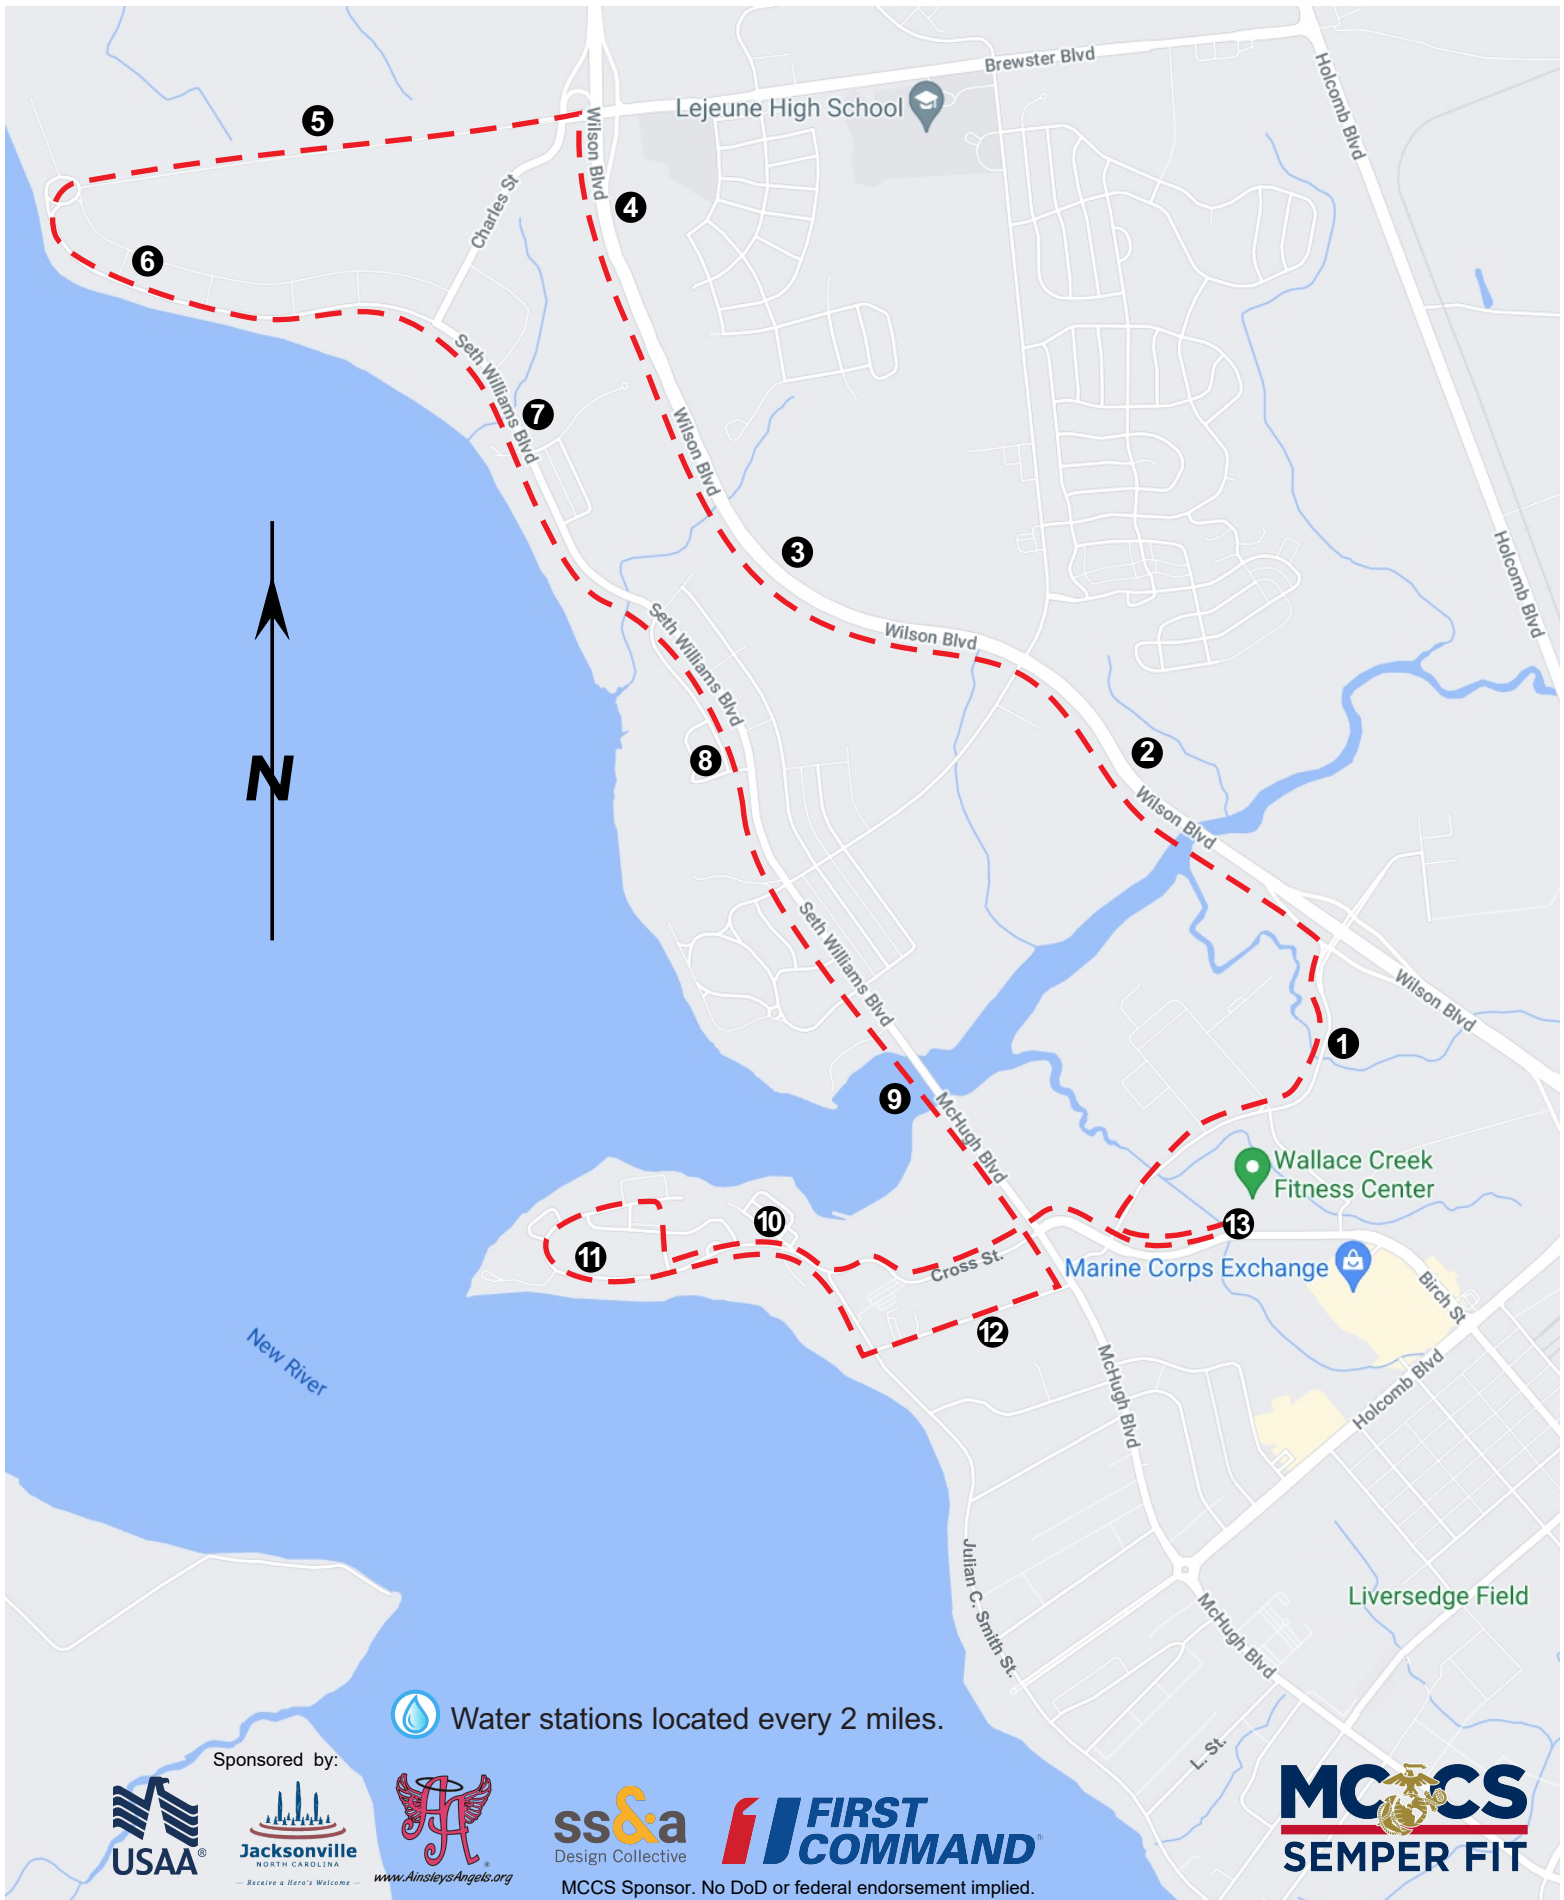 Brewster Blvd
Holcomb Blvd
Lejeune High School
5
Wilson Blvd
4
Charles St
6
Seth Williams Blvd
7
Wilson Blvd
3
Holcomb Blvd
Seth Williams Blvd
Wilson Blvd
8
2
N
Wilson Blvd
Seth Williams Blvd
Wilson Blvd
1
9
McHugh Blvd
Wallace Creek
Fitness Center
10
13
11
Cross St.
Marine Corps Exchange
Birch St
12
New River
McHugh Blvd
Holcomb Blvd
Julian C. Smith St.
Liversedge Field
McHugh Blvd
Water stations located every 2 miles.
L. St.
Sponsored by:
USAA®
Jacksonville
NORTH CAROLINA
Receive a Hero's Welcome
AA
www.AinsleysAngels.org
ss&a
Design Collective
FIRST
COMMAND®
MCCS
SEMPER FIT
MCCS Sponsor. No DoD or federal endorsement implied.